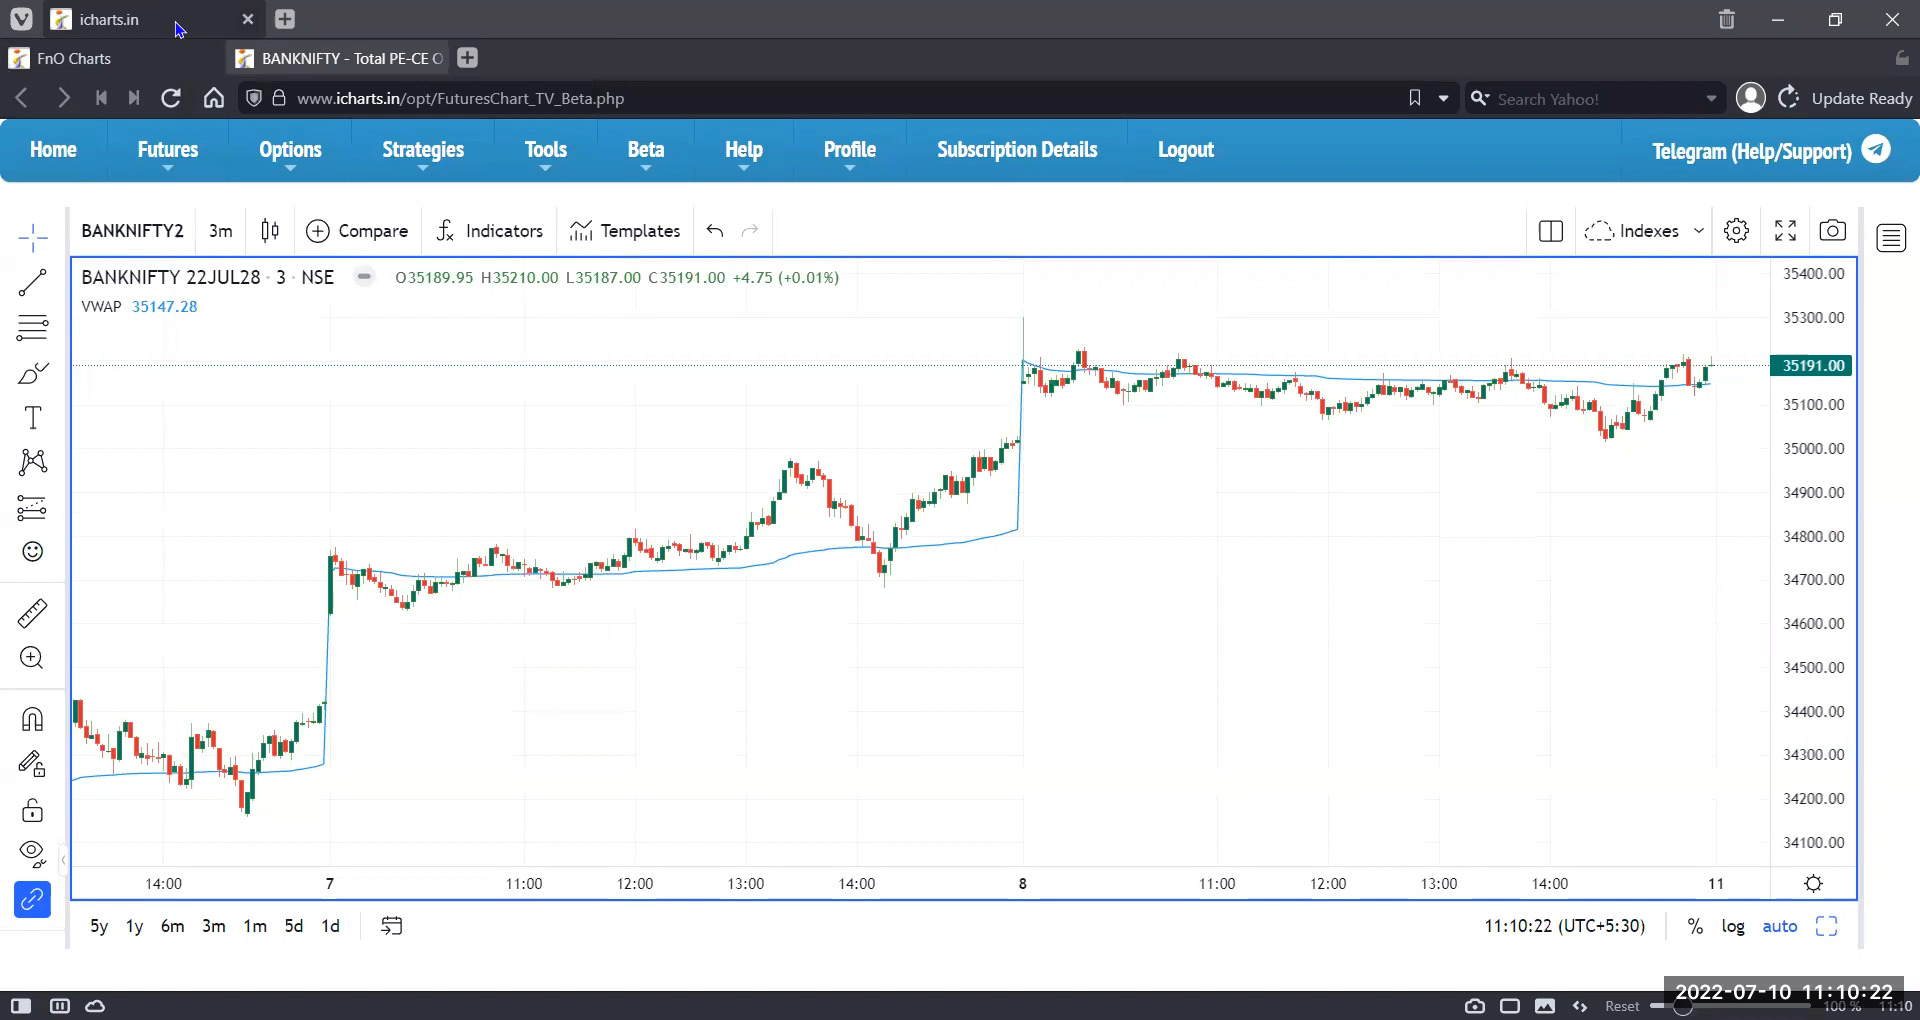 icharts.in
FnO Charts
BANKNIFTY - Total PE-CE O
www.icharts.in/opt/FuturesChart_TV_Beta.php
Search Yahoo!
Update Ready
Home
Futures
Options
Strategies
Tools
Beta
Help
Profile
Subscription Details
Logout
Telegram (Help/Support)
BANKNIFTY2
3m
Compare
Indicators
Templates
Indexes
BANKNIFTY 22JUL28 · 3 · NSE
O35189.95 H35210.00 L35187.00 C35191.00 +4.75 (+0.01%)
VWAP 35147.28
35400.00
35300.00
35191.00
35100.00
35000.00
34900.00
34800.00
34700.00
34600.00
34500.00
34400.00
34300.00
34200.00
34100.00
14:00
7
11:00
12:00
13:00
14:00
8
11:00
12:00
13:00
14:00
11
5y
1y
6m
3m
1m
5d
1d
11:10:22 (UTC+5:30)
%
log
auto
2022-07-10 11:10:22
Reset
100 %
11:10